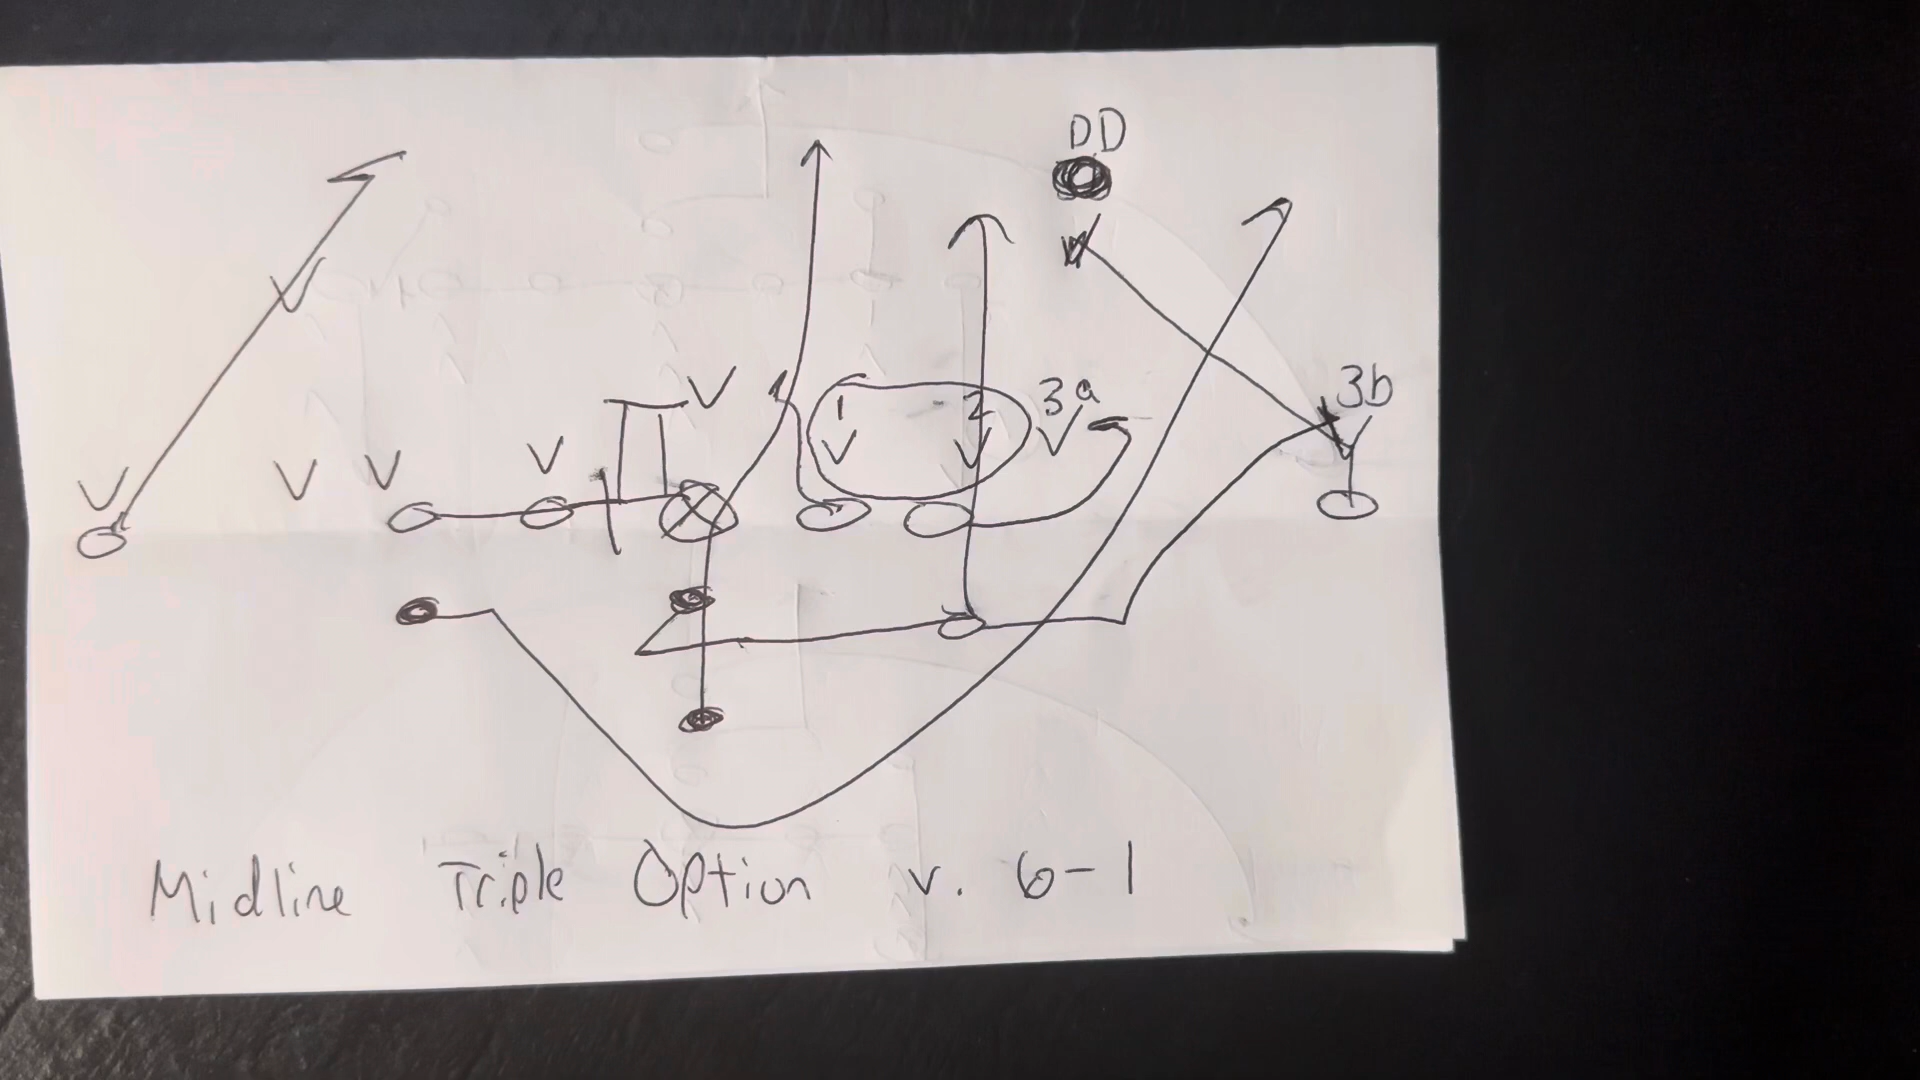 DD
3b
1 2 3a
V V V V V V V V V
Midline Triple Option v. 6-1